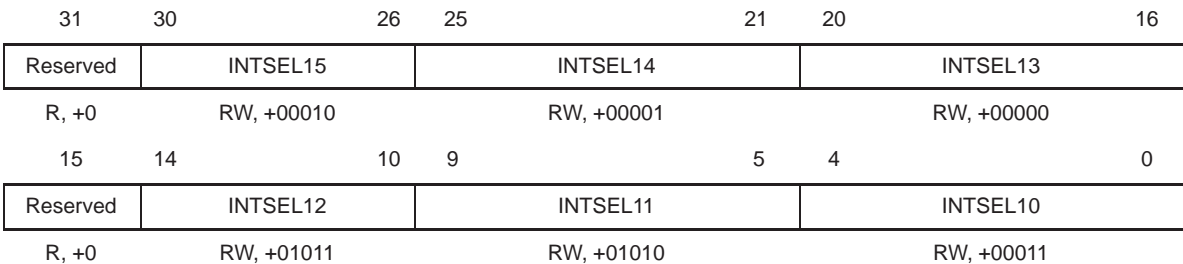 31 30 26 25 21 20 16
Reserved INTSEL15 INTSEL14 INTSEL13
R, +0 RW, +00010 RW, +00001 RW, +00000
15 14 10 9 5 4 0
Reserved INTSEL12 INTSEL11 INTSEL10
R, +0 RW, +01011 RW, +01010 RW, +00011